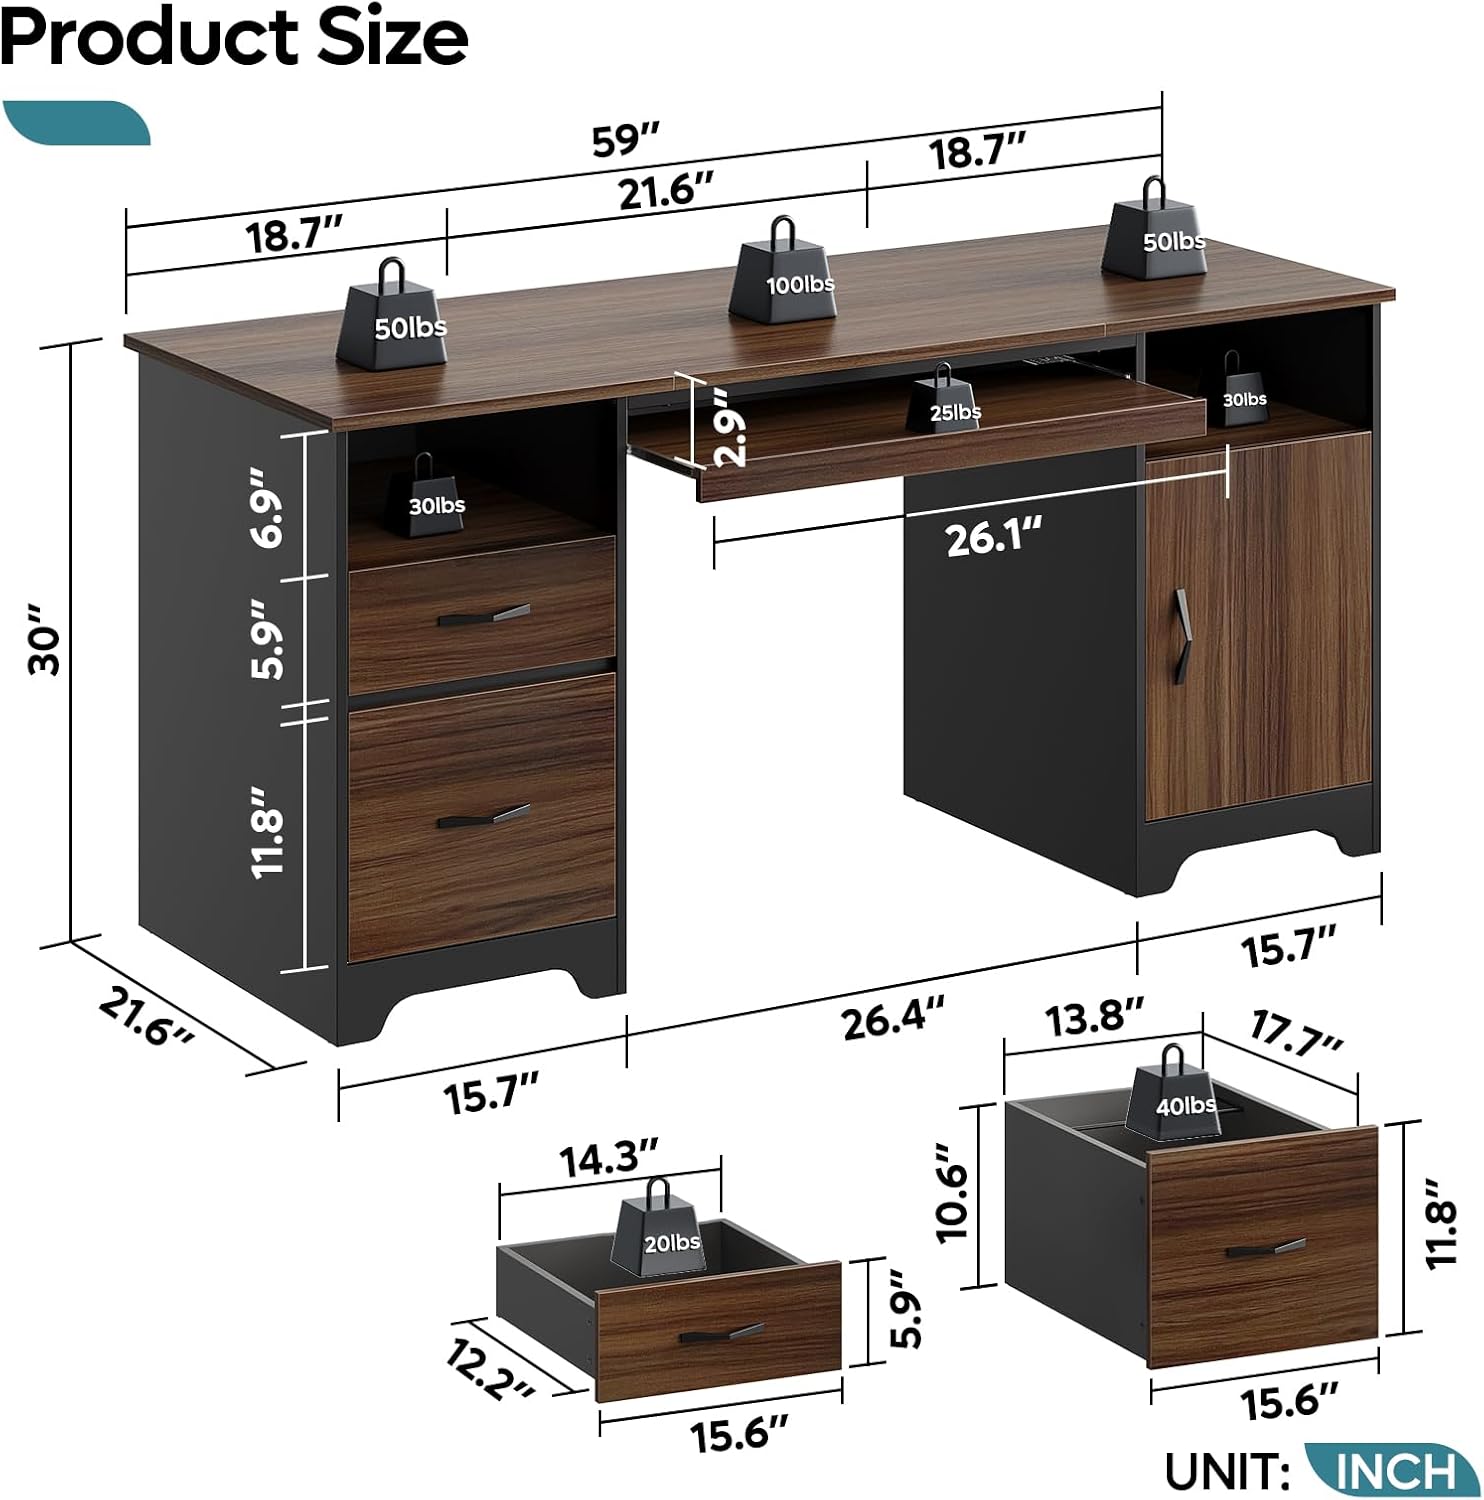 Product Size
59"
18.7"
21.6"
18.7"
50lbs
100lbs
50lbs
2.9"
25lbs
30lbs
30lbs
26.1"
6.9"
5.9"
11.8"
30"
21.6"
15.7"
26.4"
15.7"
14.3"
20lbs
12.2"
5.9"
15.6"
13.8"
17.7"
40lbs
10.6"
11.8"
15.6"
UNIT: INCH